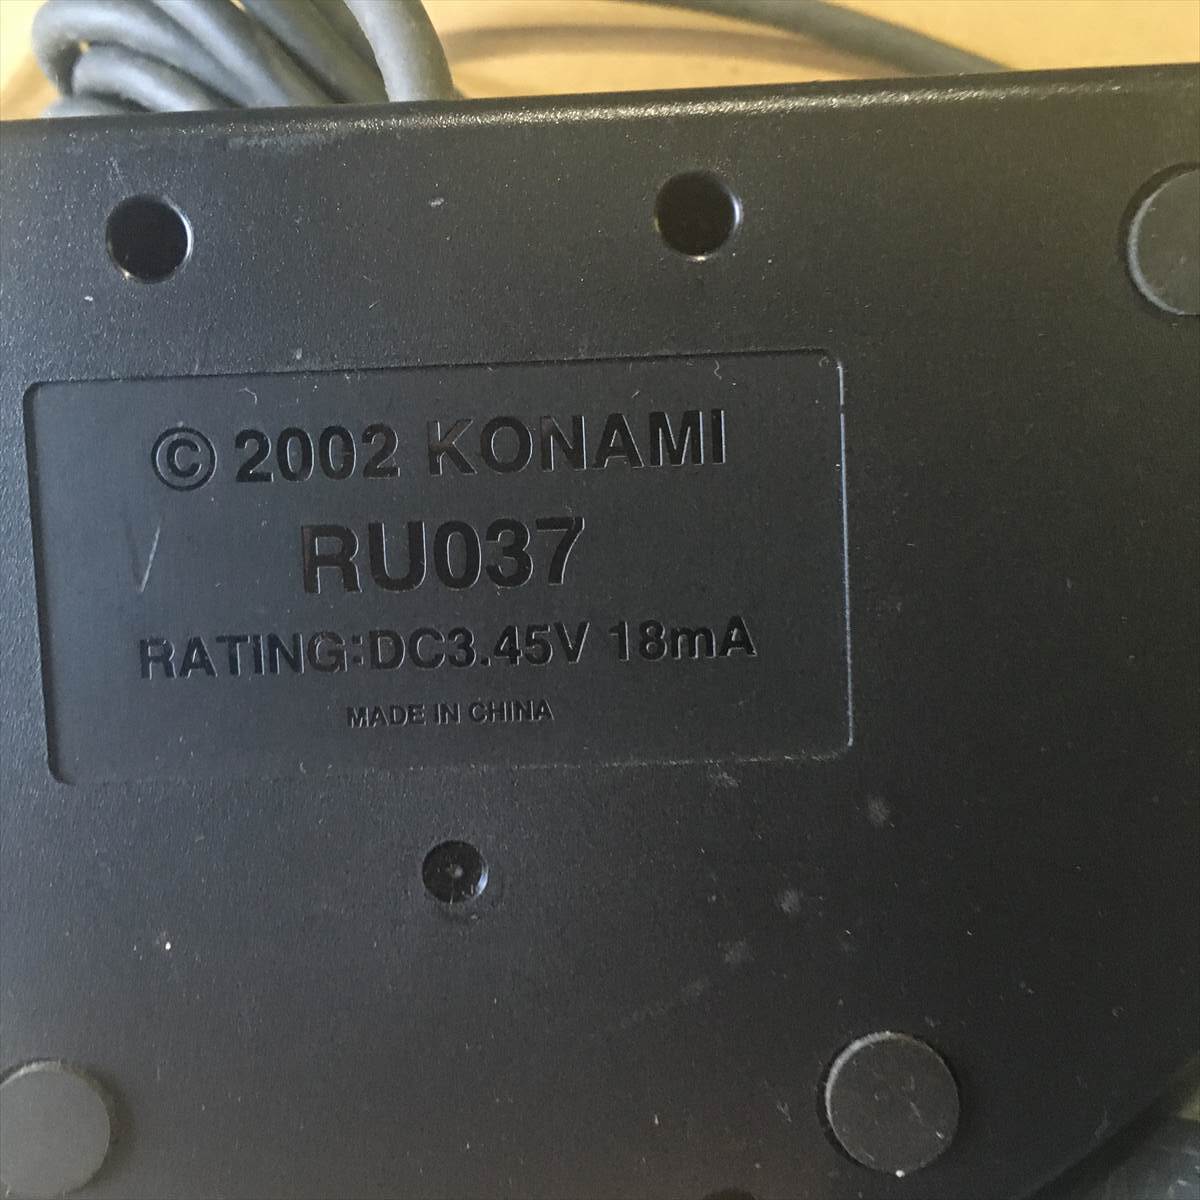 © 2002 KONAMI
RU037
RATING:DC3.45V 18mA
MADE IN CHINA